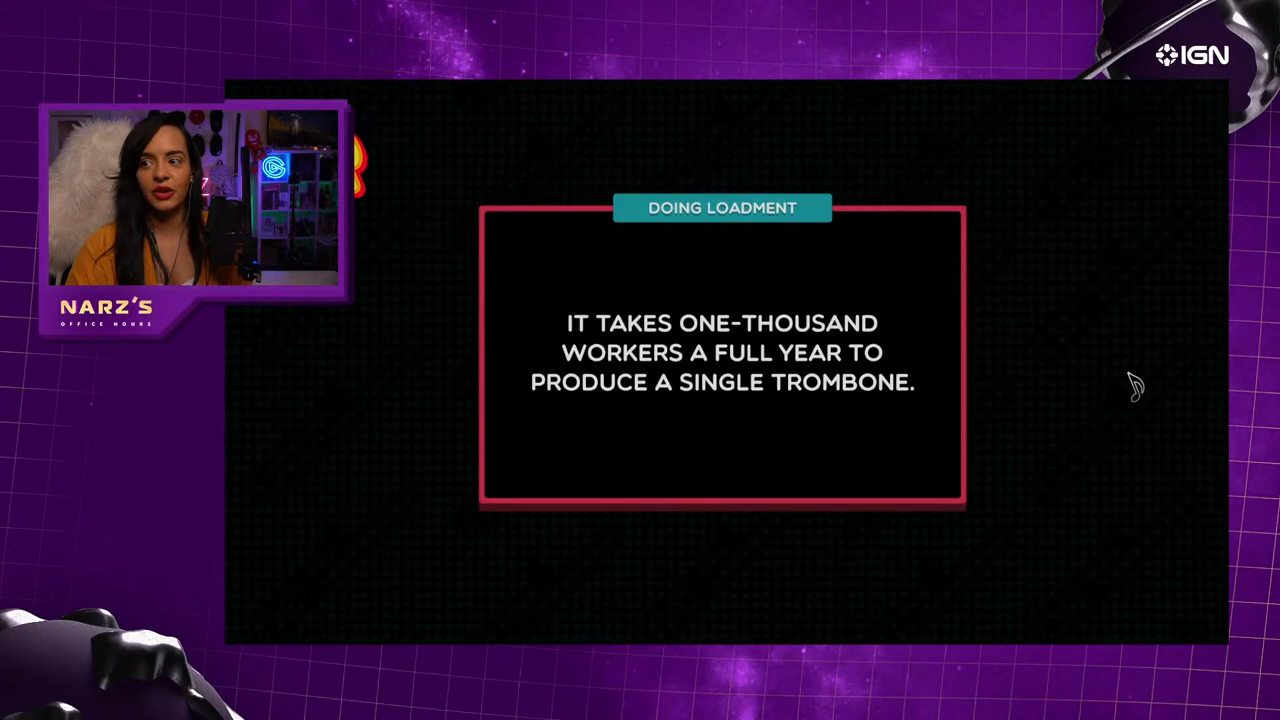 IGN
NARZ'S
OFFICE HOURS
DOING LOADMENT
IT TAKES ONE-THOUSAND
WORKERS A FULL YEAR TO
PRODUCE A SINGLE TROMBONE.